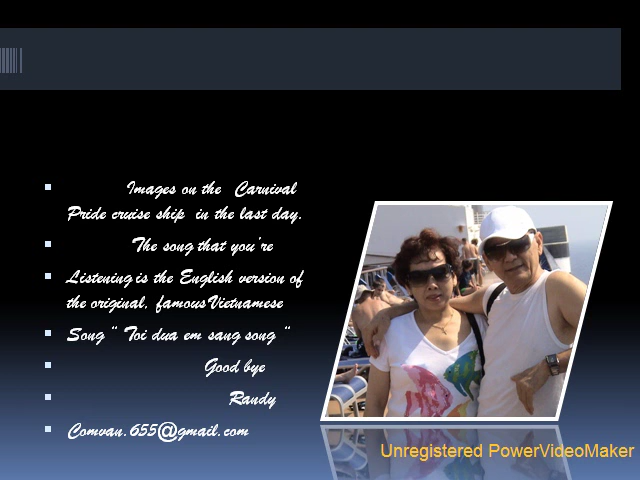 Images on the Carnival
Pride cruise ship in the last day.
The song that you're
Listening is the English version of
the original, famous Vietnamese
Song " Toi dua em sang song "
Good bye
Randy
Comvan.655@gmail.com
Unregistered PowerVideoMaker